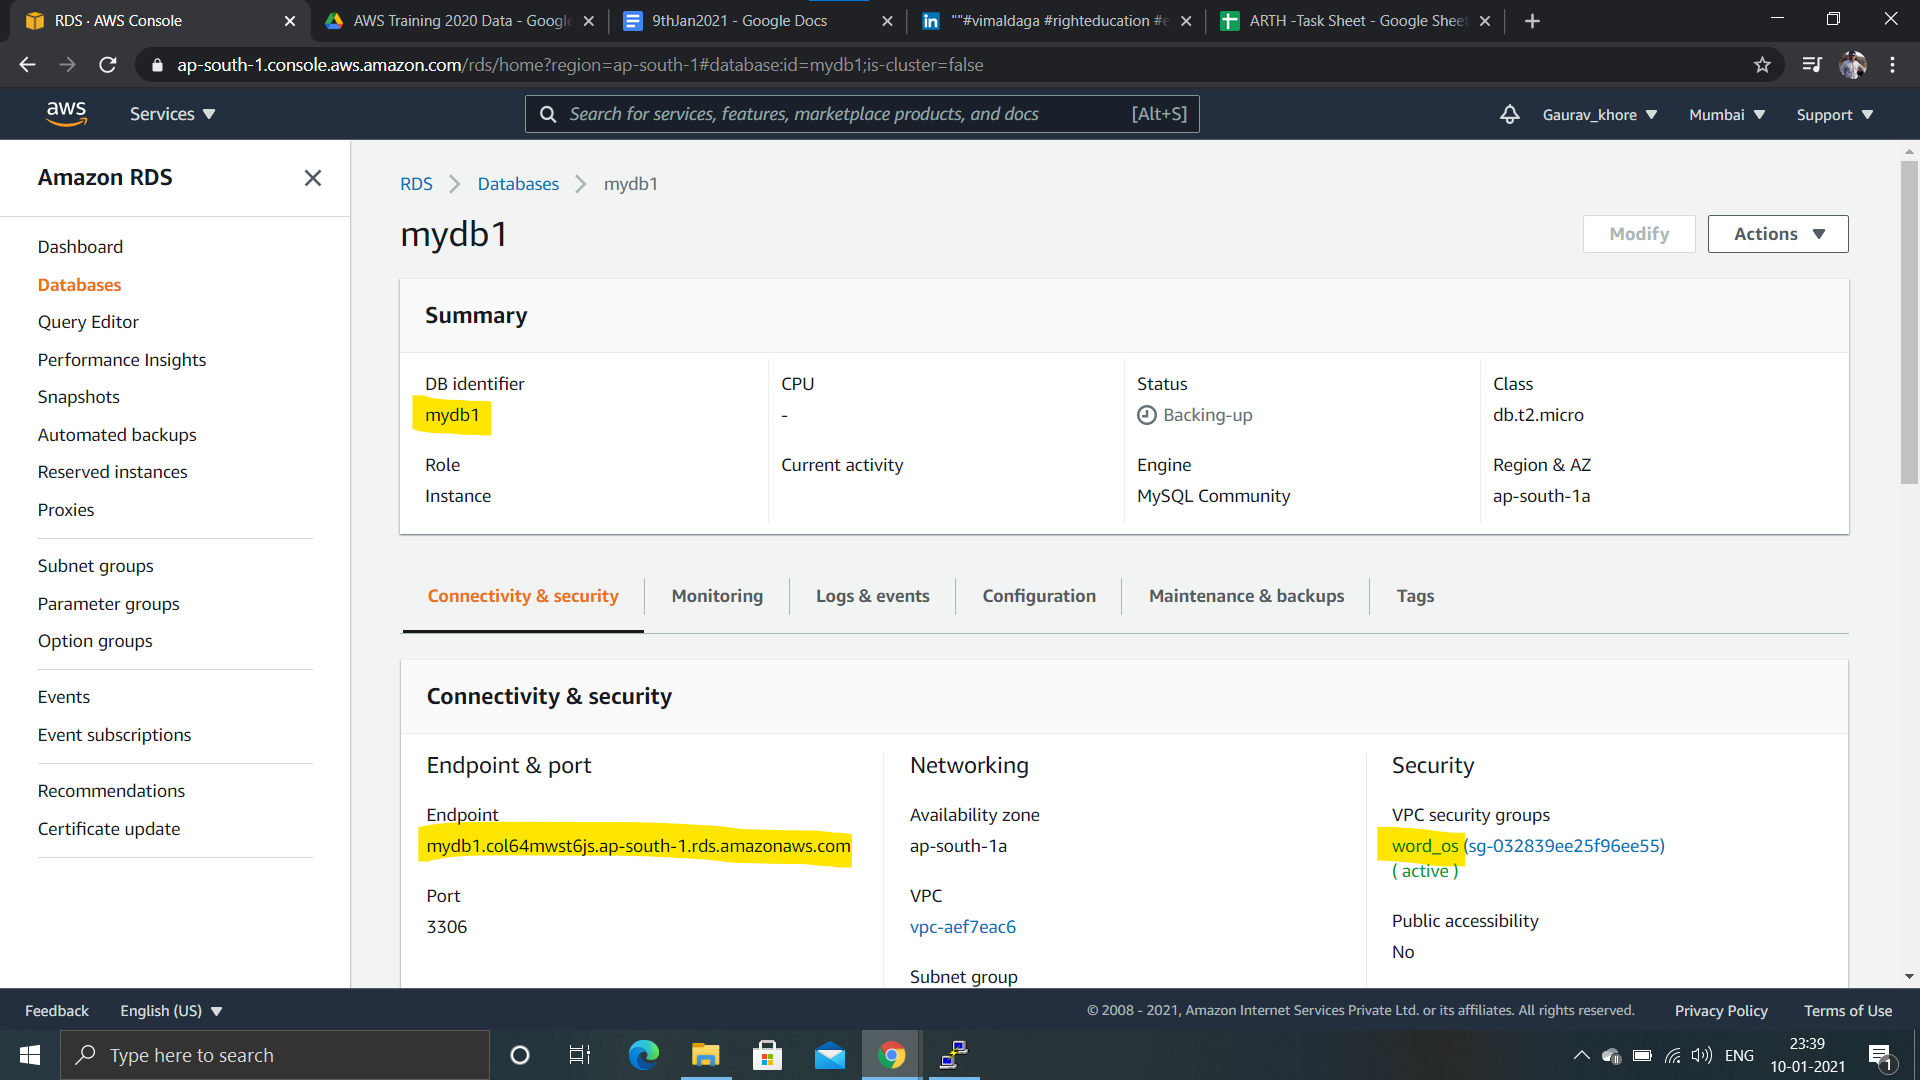 RDS · AWS Console
AWS Training 2020 Data - Google
9thJan2021 - Google Docs
""#vimaldaga #righteducation #e
ARTH -Task Sheet - Google Sheet
ap-south-1.console.aws.amazon.com/rds/home?region=ap-south-1#database:id=mydb1;is-cluster=false
aws
Services
Search for services, features, marketplace products, and docs
[Alt+S]
Gaurav_khore
Mumbai
Support
Amazon RDS
Dashboard
Databases
Query Editor
Performance Insights
Snapshots
Automated backups
Reserved instances
Proxies
Subnet groups
Parameter groups
Option groups
Events
Event subscriptions
Recommendations
Certificate update
RDS
Databases
mydb1
mydb1
Modify
Actions
Summary
DB identifier
mydb1
CPU
-
Status
Backing-up
Class
db.t2.micro
Role
Instance
Current activity
Engine
MySQL Community
Region & AZ
ap-south-1a
Connectivity & security
Monitoring
Logs & events
Configuration
Maintenance & backups
Tags
Connectivity & security
Endpoint & port
Endpoint
mydb1.col64mwst6js.ap-south-1.rds.amazonaws.com
Port
3306
Networking
Availability zone
ap-south-1a
VPC
vpc-aef7eac6
Subnet group
Security
VPC security groups
word_os (sg-032839ee25f96ee55)
( active )
Public accessibility
No
Feedback
English (US)
© 2008 - 2021, Amazon Internet Services Private Ltd. or its affiliates. All rights reserved.
Privacy Policy
Terms of Use
Type here to search
ENG
23:39
10-01-2021
1